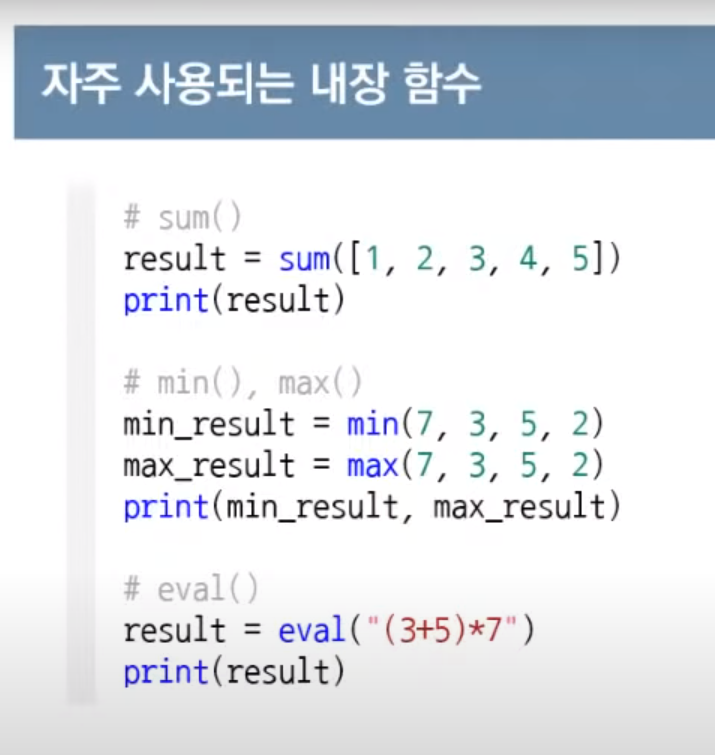 자주 사용되는 내장 함수
# sum()
result = sum([1, 2, 3, 4, 5])
print(result)
# min(), max()
min_result = min(7, 3, 5, 2)
max_result = max(7, 3, 5, 2)
print(min_result, max_result)
# eval()
result = eval("(3+5)*7")
print(result)